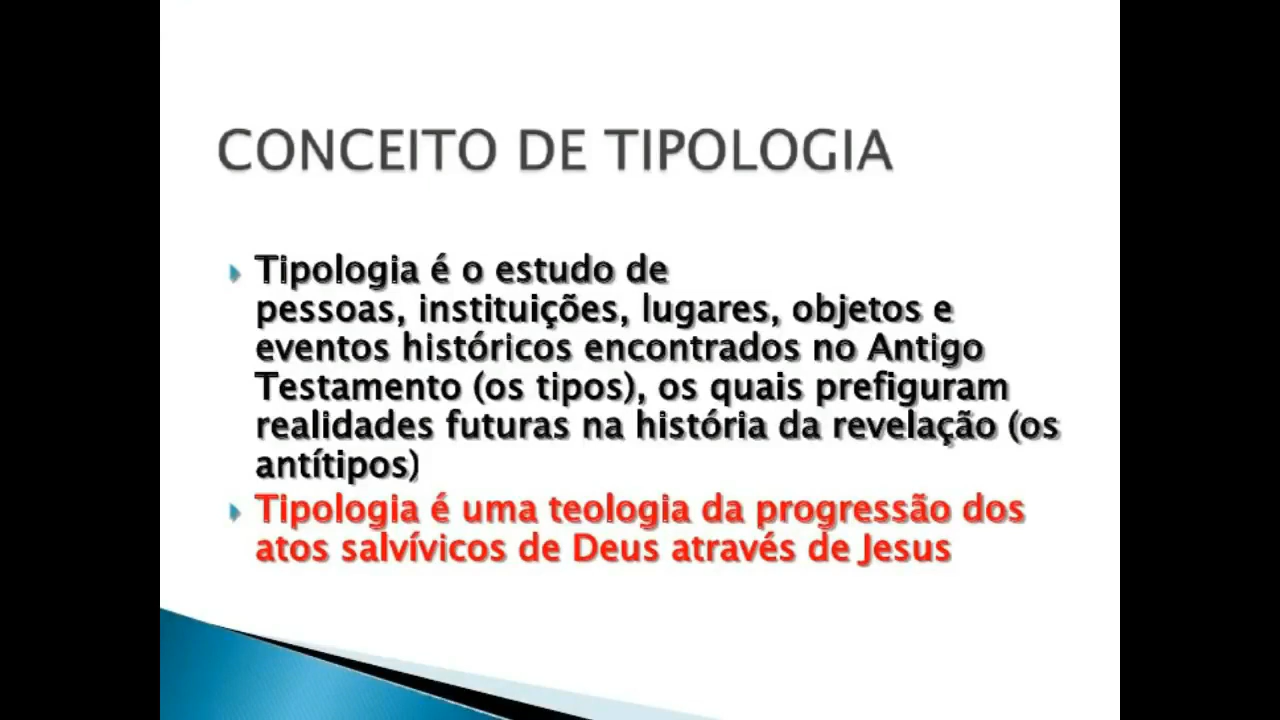 CONCEITO DE TIPOLOGIA
Tipologia é o estudo de
pessoas, instituições, lugares, objetos e
eventos históricos encontrados no Antigo
Testamento (os tipos), os quais prefiguram
realidades futuras na história da revelação (os
antítipos)
Tipologia é uma teologia da progressão dos
atos salvívicos de Deus através de Jesus